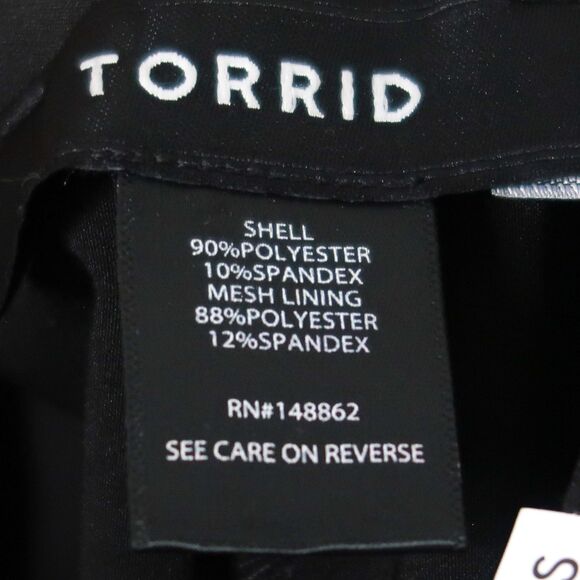 TORRID
SHELL
90%POLYESTER
10%SPANDEX
MESH LINING
88%POLYESTER
12%SPANDEX
RN#148862
SEE CARE ON REVERSE
S